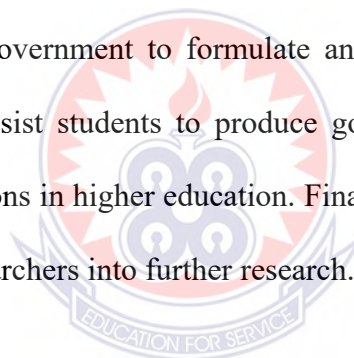 overnment to formulate an
sist students to produce go
ons in higher education. Fina
archers into further research.
EDUCATION FOR SERVICE